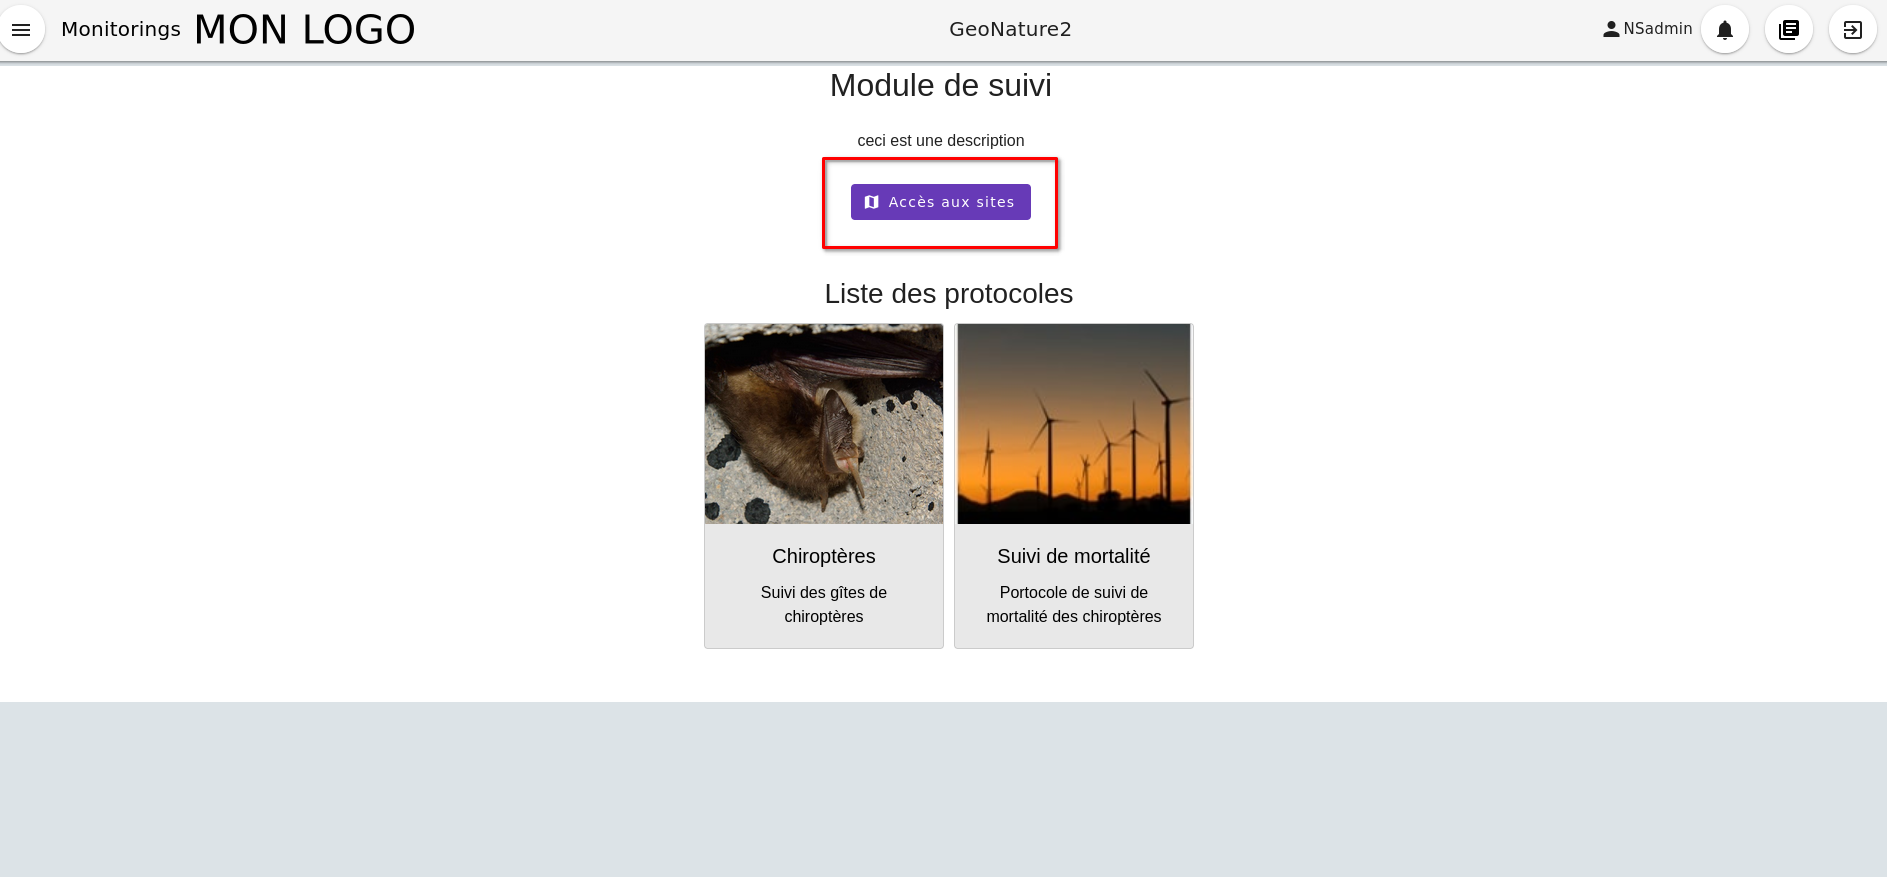 Monitorings MON LOGO GeoNature2 NSadmin
Module de suivi
ceci est une description
Accès aux sites
Liste des protocoles
Chiroptères
Suivi des gîtes de
chiroptères
Suivi de mortalité
Portocole de suivi de
mortalité des chiroptères